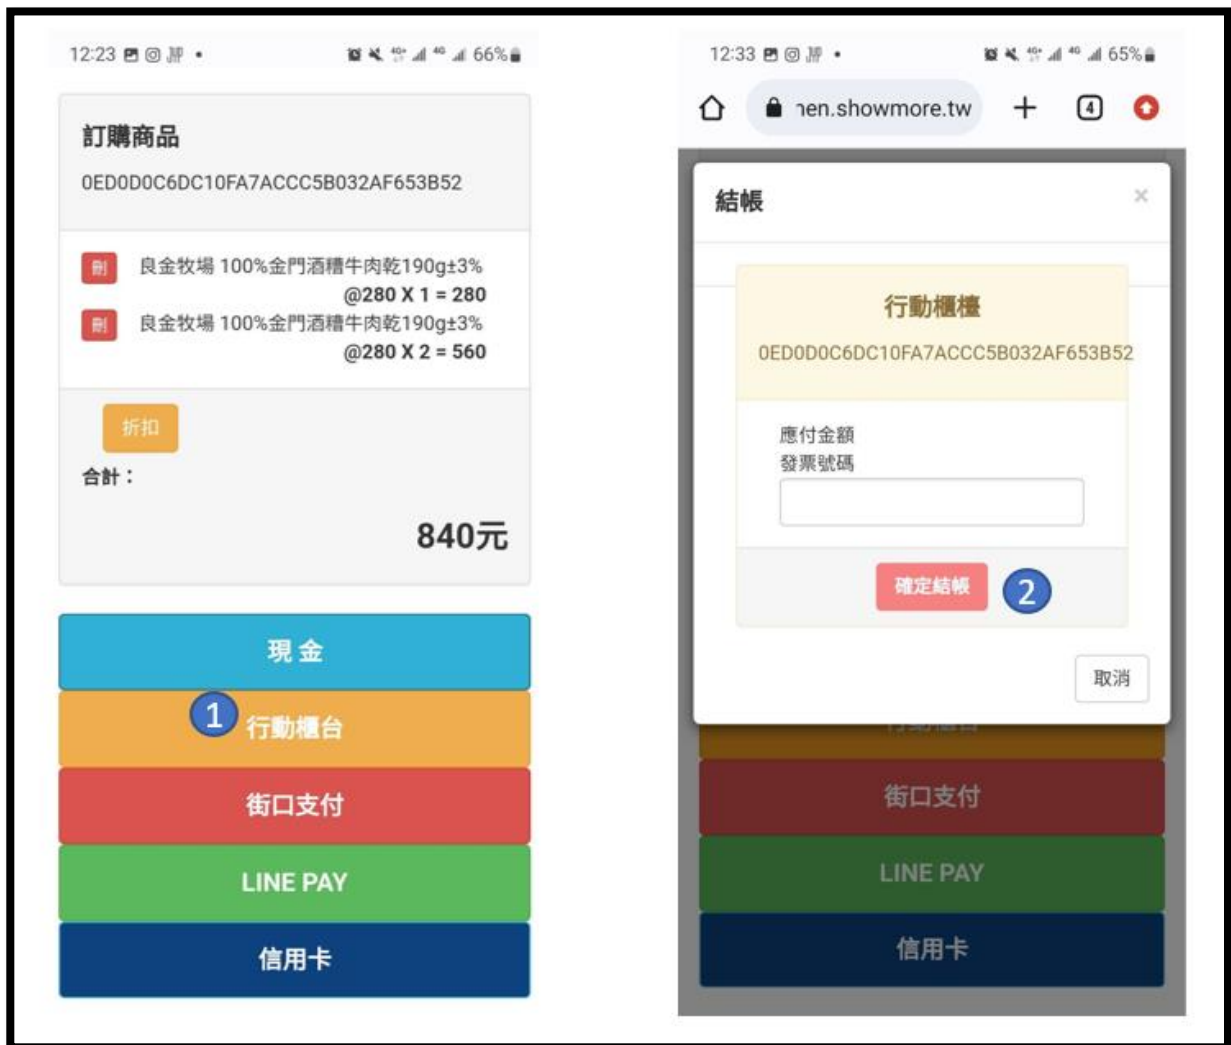 12:23
66%
訂購商品
0ED0D0C6DC10FA7ACCC5B032AF653B52
刪 良金牧場 100%金門酒糟牛肉乾190g±3%
@280 X 1 = 280
刪 良金牧場 100%金門酒糟牛肉乾190g±3%
@280 X 2 = 560
折扣
合計：
840元
現 金
1
行動櫃台
街口支付
LINE PAY
信用卡
12:33
65%
nen.showmore.tw
4
結帳
×
行動櫃檯
0ED0D0C6DC10FA7ACCC5B032AF653B52
應付金額
發票號碼
確定結帳
2
取消
行動櫃台
街口支付
LINE PAY
信用卡